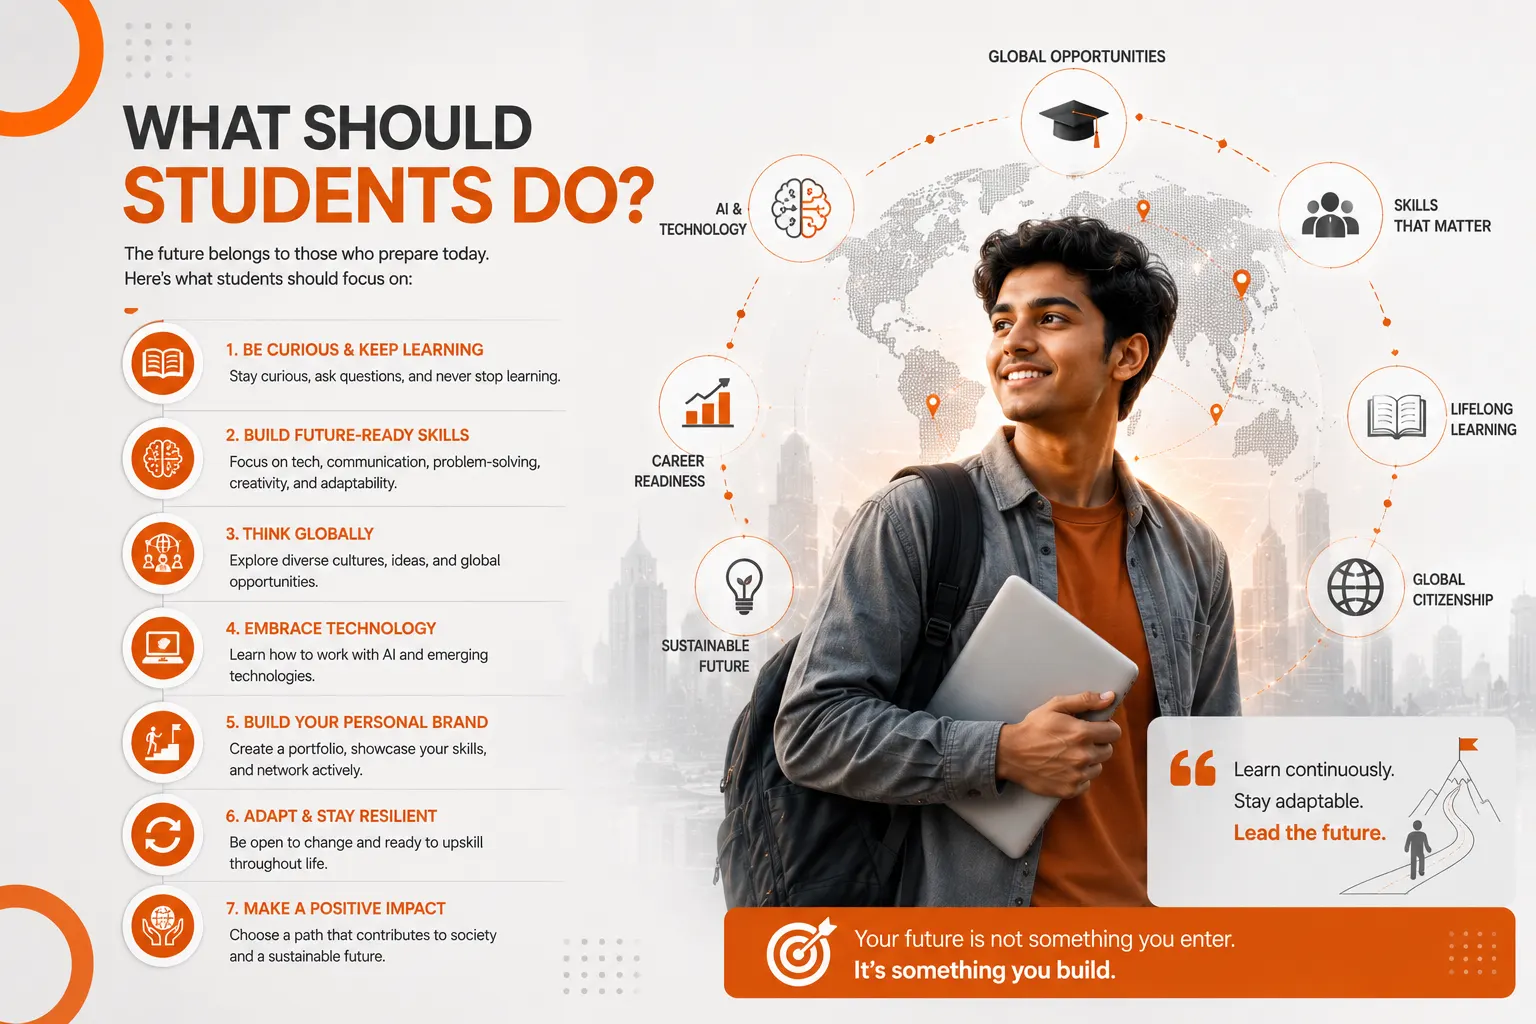 WHAT SHOULD
STUDENTS DO?
The future belongs to those who prepare today.
Here's what students should focus on:
1. BE CURIOUS & KEEP LEARNING
Stay curious, ask questions, and never stop learning.
2. BUILD FUTURE-READY SKILLS
Focus on tech, communication, problem-solving,
creativity, and adaptability.
3. THINK GLOBALLY
Explore diverse cultures, ideas, and global
opportunities.
4. EMBRACE TECHNOLOGY
Learn how to work with AI and emerging
technologies.
5. BUILD YOUR PERSONAL BRAND
Create a portfolio, showcase your skills,
and network actively.
6. ADAPT & STAY RESILIENT
Be open to change and ready to upskill
throughout life.
7. MAKE A POSITIVE IMPACT
Choose a path that contributes to society
and a sustainable future.
GLOBAL OPPORTUNITIES
AI &
TECHNOLOGY
SKILLS
THAT MATTER
CAREER
READINESS
LIFELONG
LEARNING
SUSTAINABLE
FUTURE
GLOBAL
CITIZENSHIP
“
Learn continuously.
Stay adaptable.
Lead the future.
Your future is not something you enter.
It's something you build.